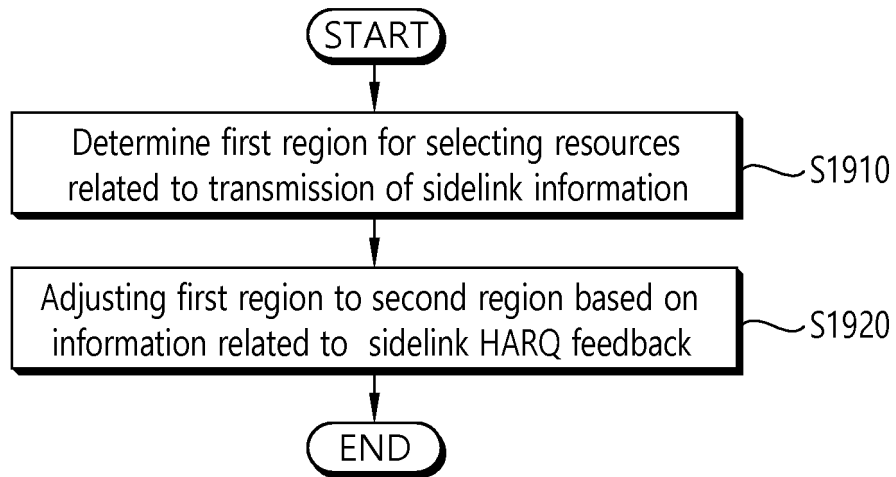 START
Determine first region for selecting resources
related to transmission of sidelink information
S1910
Adjusting first region to second region based on
information related to sidelink HARQ feedback
S1920
END